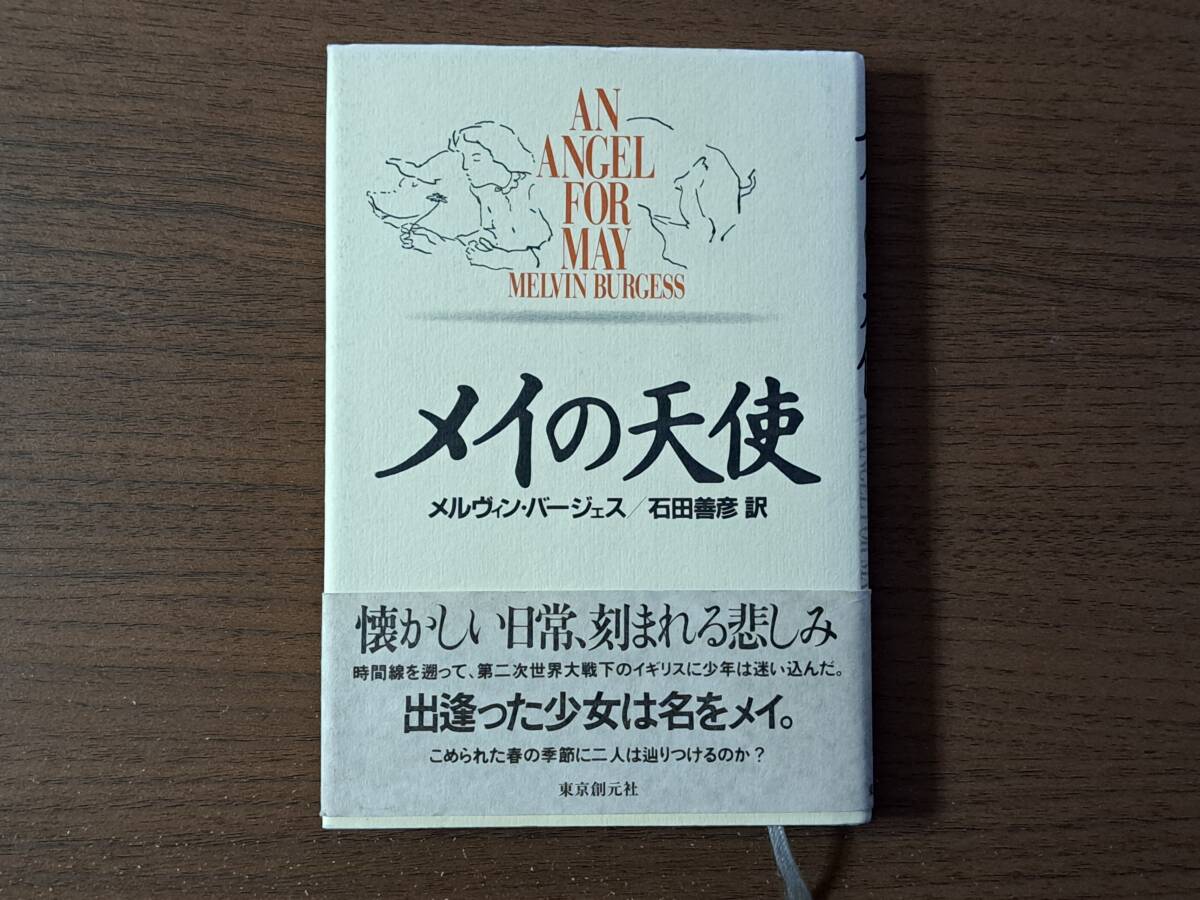 AN
ANGEL
FOR
MAY
MELVIN BURGESS
メイの天使
メルヴィン・バージェス/石田善彦 訳
懐かしい日常、刻まれる悲しみ
時間線を遡って、第二次世界大戦下のイギリスに少年は迷い込んだ。
出逢った少女は名をメイ。
こめられた春の季節に二人は辿りつけるのか?
東京創元社